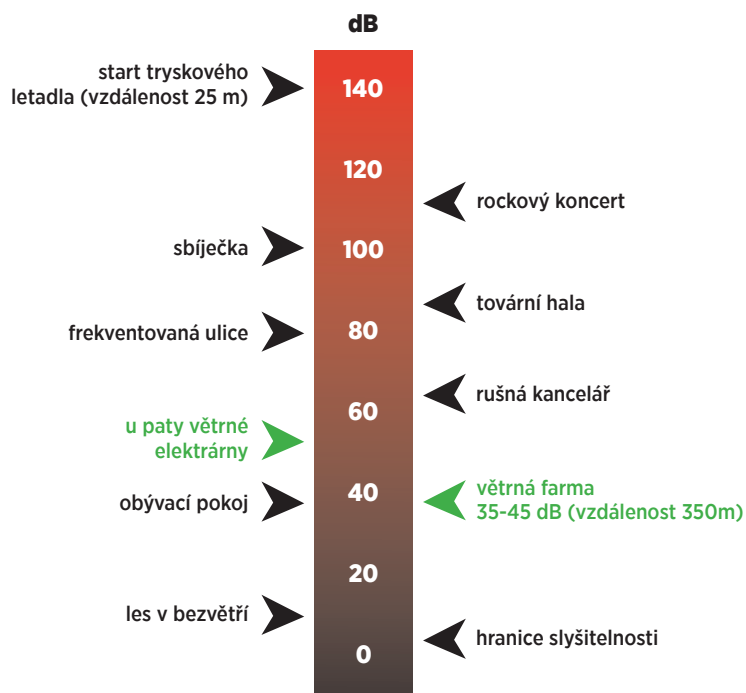 dB
start tryskového
letadla (vzdálenost 25 m)
140
120
rockový koncert
sbíječka
100
tovární hala
frekventovaná ulice
80
rušná kancelář
60
u paty větrné
elektrárny
40
obývací pokoj
větrná farma
35-45 dB (vzdálenost 350m)
20
les v bezvětří
hranice slyšitelnosti
0